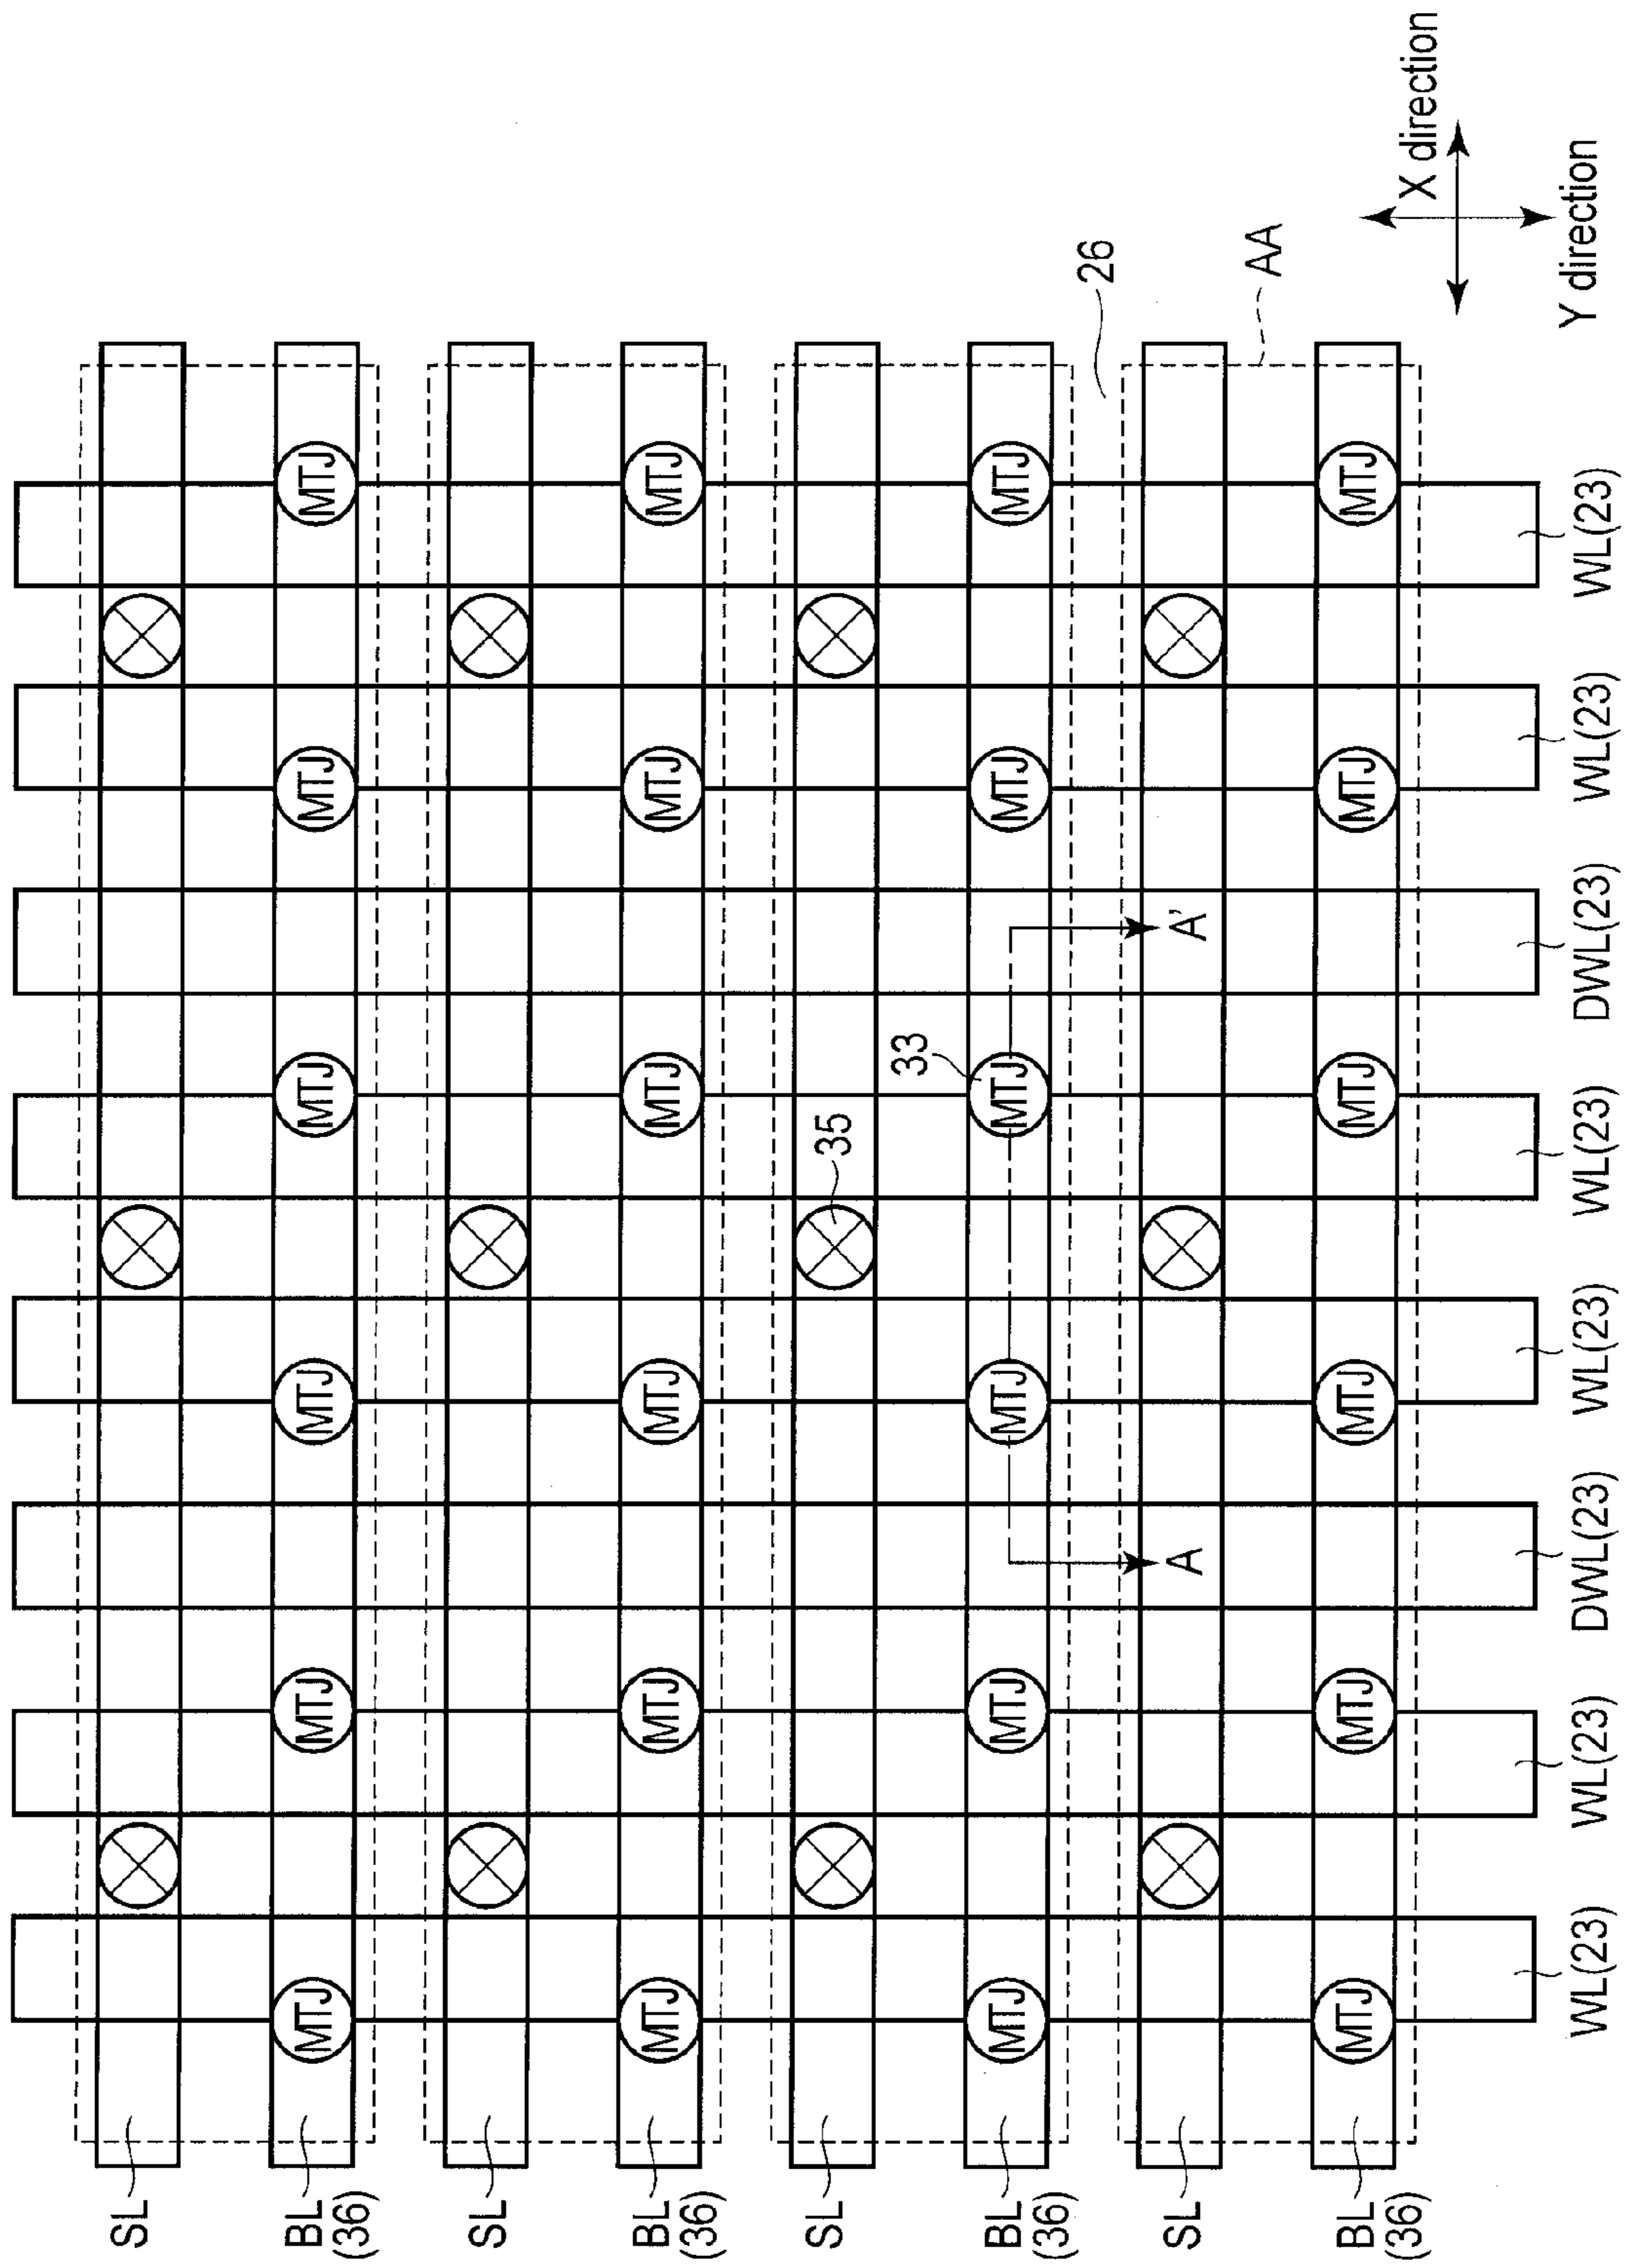 SL
BL MTJ MTJ MTJ MTJ MTJ MTJ
(36)
SL
BL MTJ MTJ MTJ MTJ MTJ MTJ
(36)
SL 35
33
BL MTJ MTJ MTJ MTJ MTJ MTJ
(36)
26
SL A A'
AA
BL MTJ MTJ MTJ MTJ MTJ MTJ
(36)
X direction
Y direction
WL(23) WL(23) DWL(23) WL(23) WL(23) DWL(23) WL(23) WL(23)